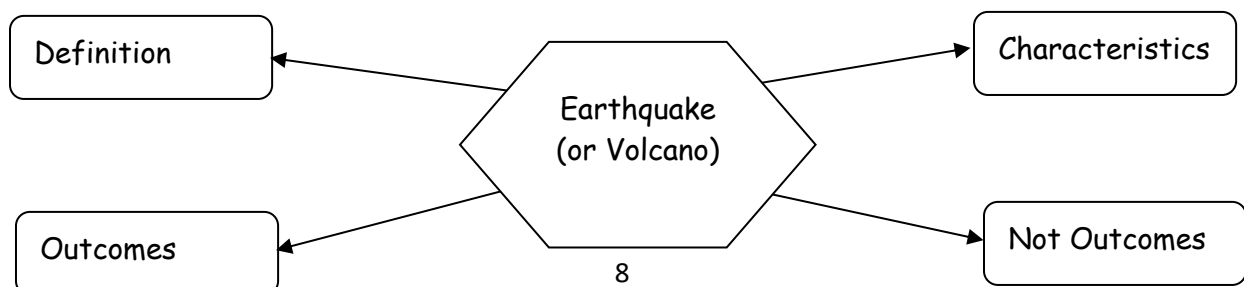 Definition
Characteristics
Earthquake
(or Volcano)
Outcomes
Not Outcomes
8